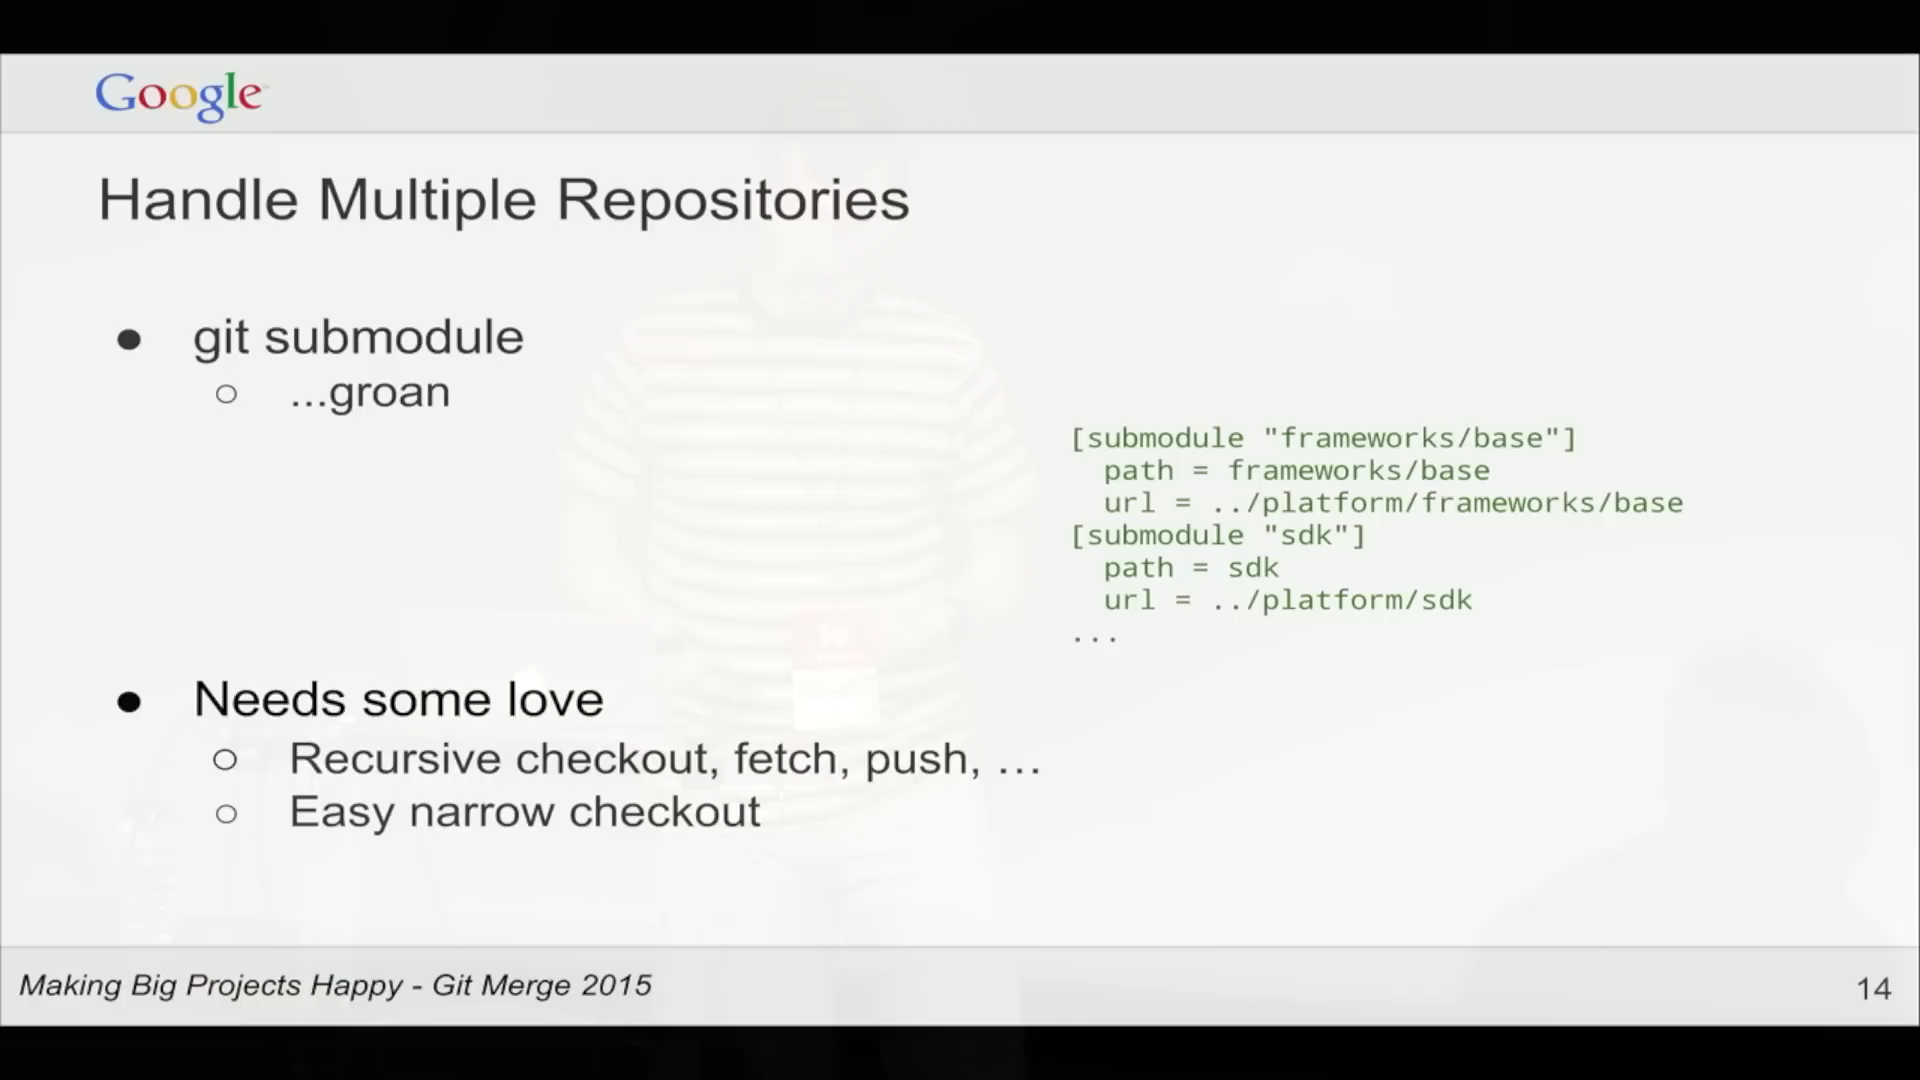 Google
Handle Multiple Repositories
● git submodule
○ ...groan
[submodule "frameworks/base"]
path = frameworks/base
url = ../platform/frameworks/base
[submodule "sdk"]
path = sdk
url = ../platform/sdk
...
● Needs some love
○ Recursive checkout, fetch, push, …
○ Easy narrow checkout
Making Big Projects Happy - Git Merge 2015
14